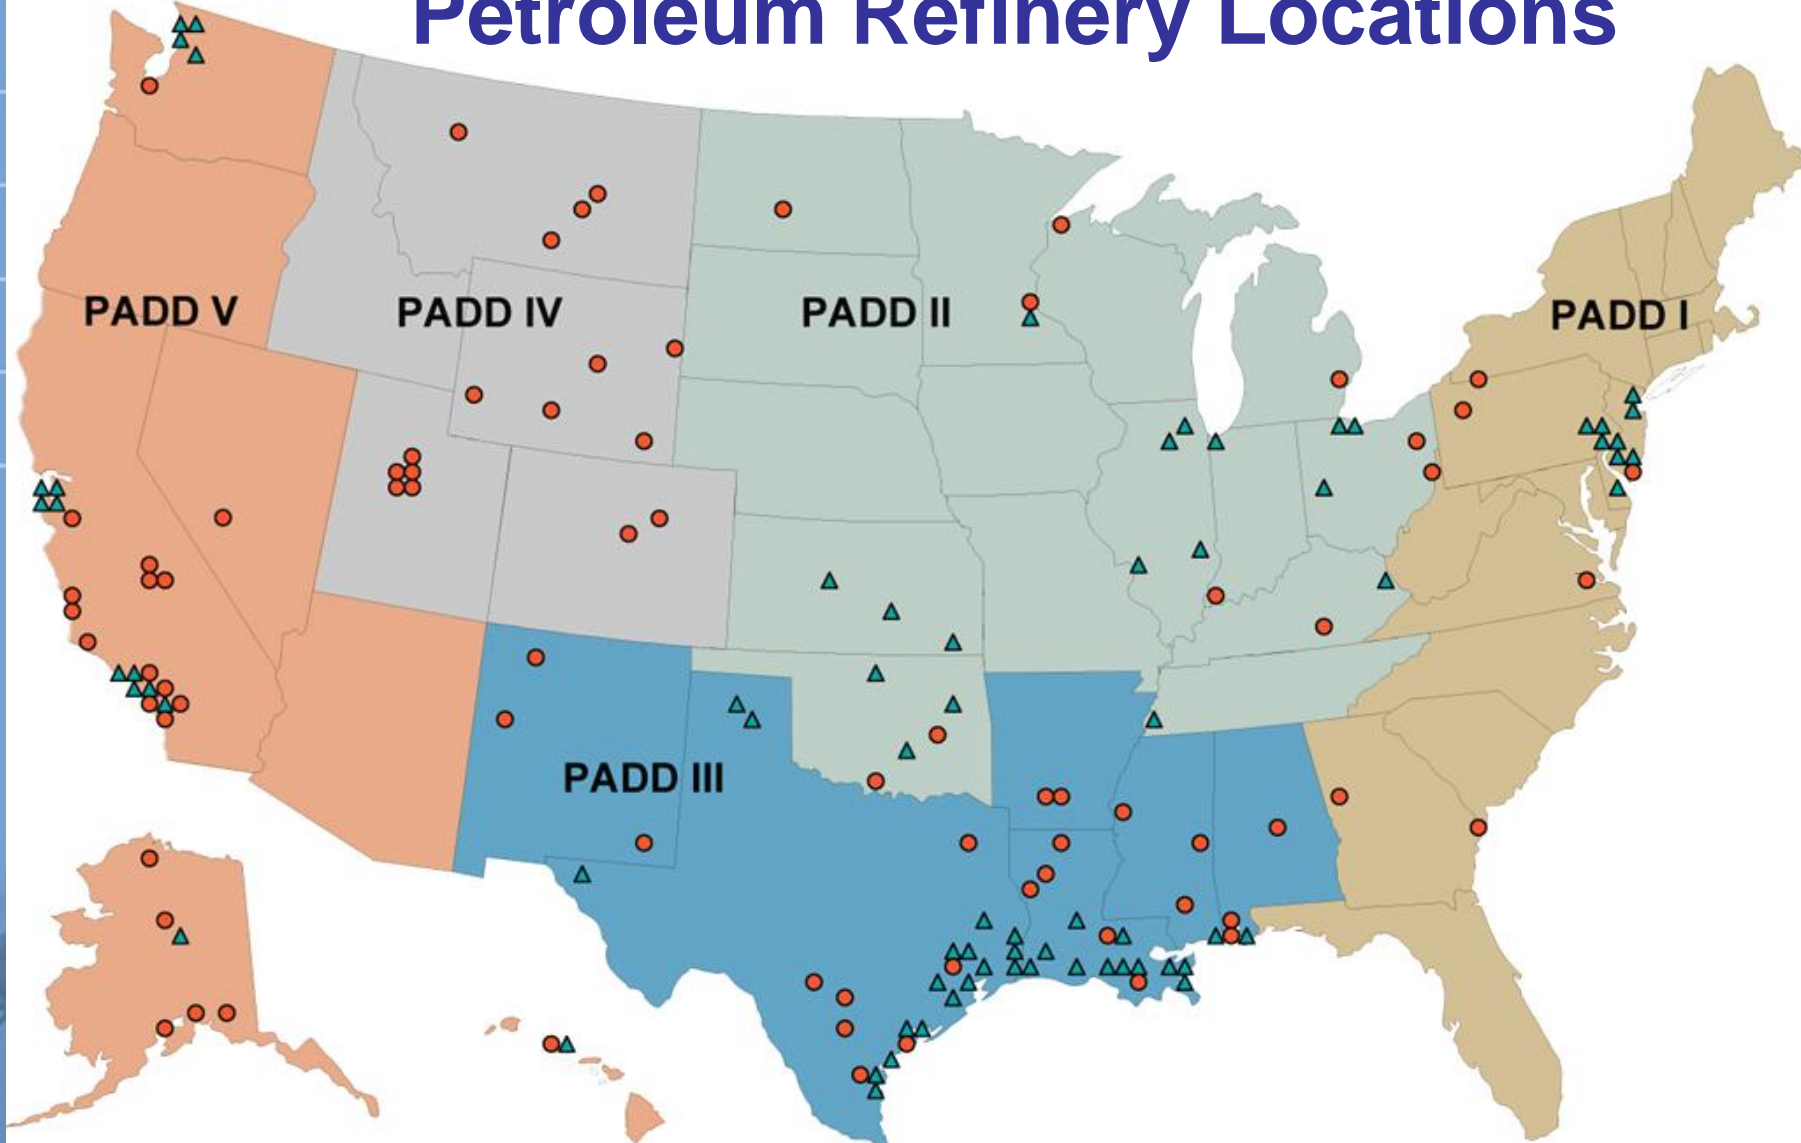 Petroleum Refinery Locations
PADD V
PADD IV
PADD II
PADD I
PADD III